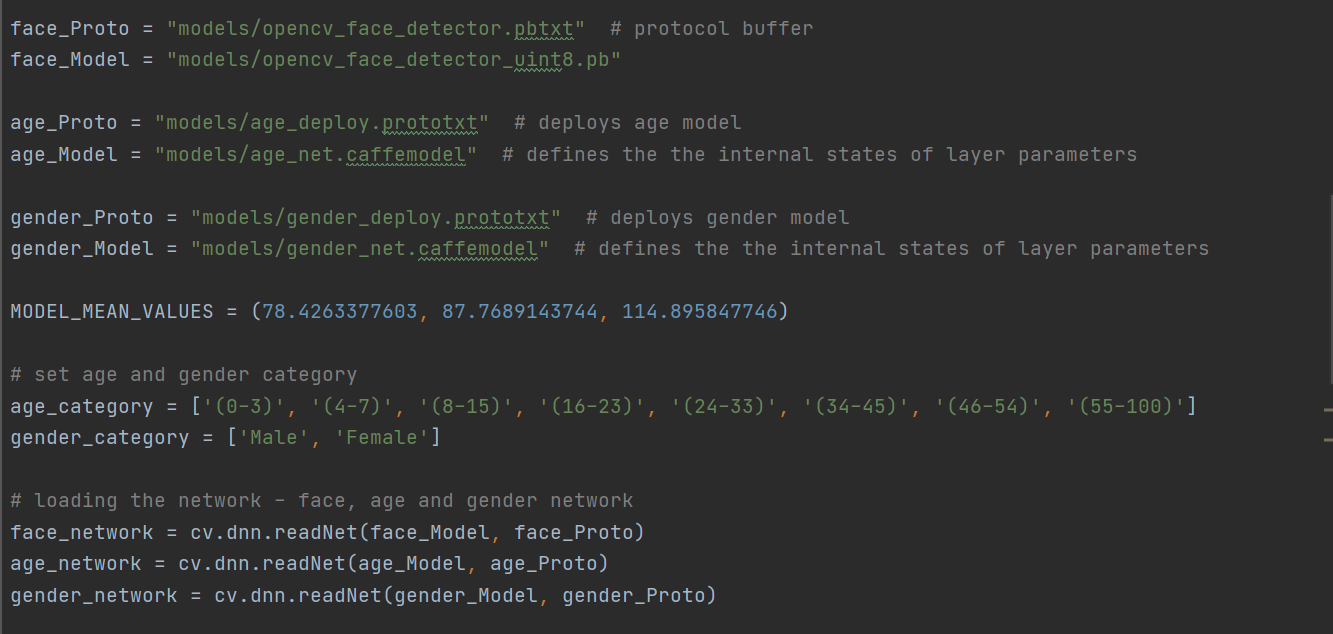 face_Proto = "models/opencv_face_detector.pbtxt"  # protocol buffer
face_Model = "models/opencv_face_detector_uint8.pb"
age_Proto = "models/age_deploy.prototxt"  # deploys age model
age_Model = "models/age_net.caffemodel"  # defines the the internal states of layer parameters
gender_Proto = "models/gender_deploy.prototxt"  # deploys gender model
gender_Model = "models/gender_net.caffemodel"  # defines the the internal states of layer parameters
MODEL_MEAN_VALUES = (78.4263377603, 87.7689143744, 114.895847746)
# set age and gender category
age_category = ['(0-3)', '(4-7)', '(8-15)', '(16-23)', '(24-33)', '(34-45)', '(46-54)', '(55-100)']
gender_category = ['Male', 'Female']
# loading the network - face, age and gender network
face_network = cv.dnn.readNet(face_Model, face_Proto)
age_network = cv.dnn.readNet(age_Model, age_Proto)
gender_network = cv.dnn.readNet(gender_Model, gender_Proto)